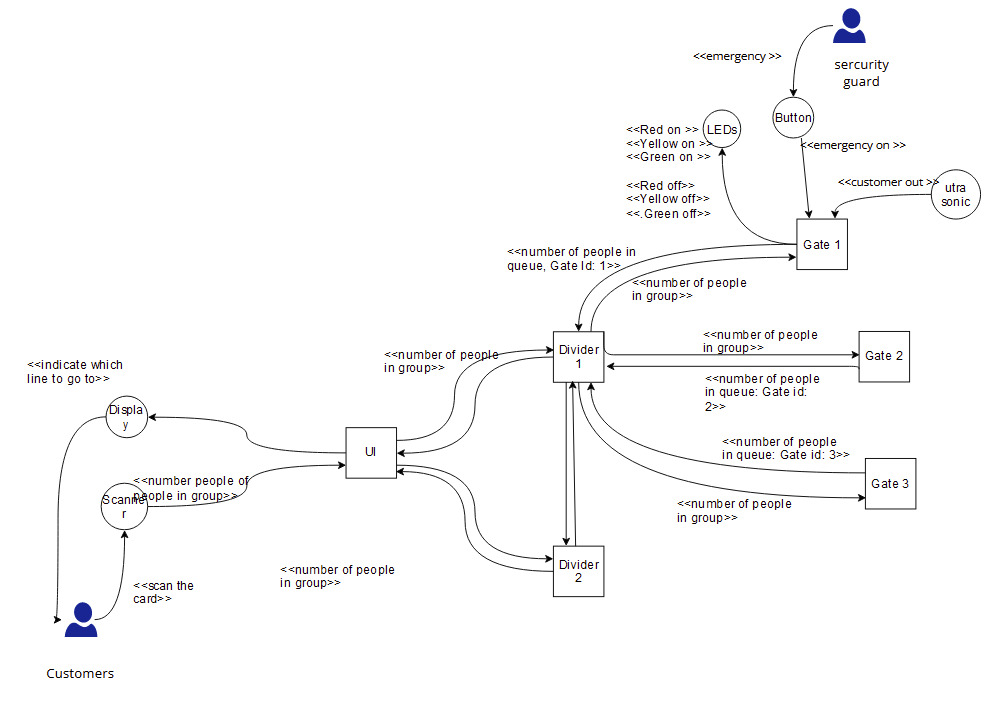 <<emergency >>
sercurity
guard
Button
LEDs
<<Red on >>
<<Yellow on >>
<<Green on >>
<<emergency on >>
<<customer out >>
utra
sonic
<<Red off>>
<<Yellow off>>
<<.Green off>>
Gate 1
<<number of people in
queue, Gate Id: 1>>
<<number of people
in group>>
Divider
1
<<number of people
in group>>
Gate 2
<<number of people
in queue: Gate id:
2>>
<<number of people
in group>>
<<indicate which
line to go to>>
Displa
y
UI
<<number of people
in queue: Gate id: 3>>
Gate 3
<<number of people
in group>>
<<number people of
people in group>>
Scanne
r
Divider
2
<<number of people
in group>>
<<scan the
card>>
Customers